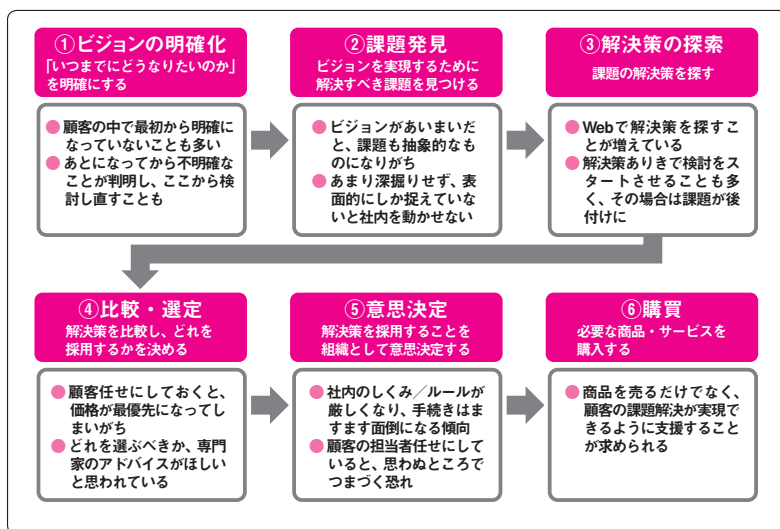 ①ビジョンの明確化
「いつまでにどうなりたいのか」
を明確にする
●顧客の中で最初から明確に
なっていないことも多い
●あとになってから不明確な
ことが判明し、ここから検
討し直すことも
②課題発見
ビジョンを実現するために
解決すべき課題を見つける
●ビジョンがあいまいだ
と、課題も抽象的なも
のになりがち
●あまり深掘りせず、表
面的にしか捉えていな
いと社内を動かせない
③解決策の探索
課題の解決策を探す
●Webで解決策を探すこ
とが増えている
●解決策ありきで検討をス
タートさせることも多
く、その場合は課題が後
付けに
④比較・選定
解決策を比較し、どれを
採用するかを決める
●顧客任せにしておくと、
価格が最優先になってし
まいがち
●どれを選ぶべきか、専門
家のアドバイスがほしい
と思われている
⑤意思決定
解決策を採用することを
組織として意思決定する
●社内のしくみ／ルールが
厳しくなり、手続きはま
すます面倒になる傾向
●顧客の担当者任せにして
いると、思わぬところで
つまづく恐れ
⑥購買
必要な商品・サービスを
購入する
●商品を売るだけでなく、
顧客の課題解決が実現で
きるように支援すること
が求められる